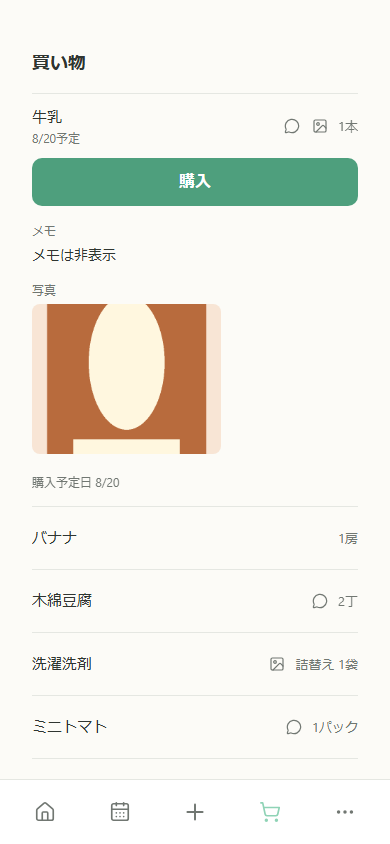 買い物
牛乳
8/20予定
1本
購入
メモ
メモは非表示
写真
購入予定日 8/20
バナナ
1房
木綿豆腐
2丁
洗濯洗剤
詰替え 1袋
ミニトマト
1パック